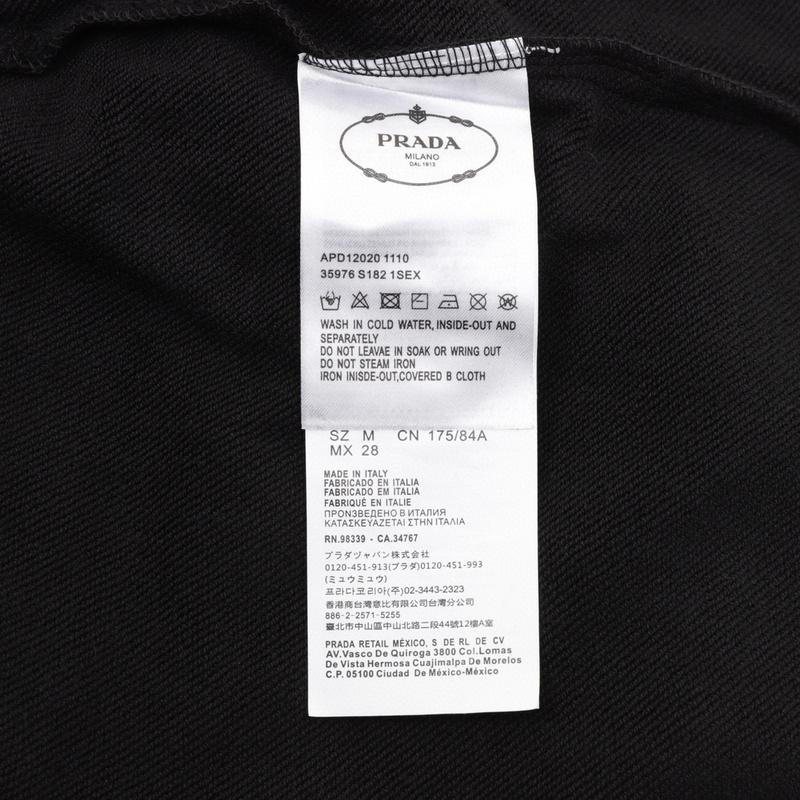 PRADA
MILANO
DAL 1913
APD12020 1110
35976 S182 1SEX
WASH IN COLD WATER, INSIDE-OUT AND
SEPARATELY
DO NOT LEAVAE IN SOAK OR WRING OUT
DO NOT STEAM IRON
IRON INISDE-OUT,COVERED B CLOTH
SZ M CN 175/84A
MX 28
MADE IN ITALY
FABRICADO EN ITALIA
FABRICADO EM ITALIA
FABRIQUÉ EN ITALIE
ПРОИЗВЕДЕНО В ИТАЛИЯ
ΚΑΤΑΣΚΕΥΑΖΕΤΑΙ ΣΤΗΝ ΙΤΑΛΙΑ
RN.98339 - CA.34767
プラダジャパン株式会社
0120-451-913(プラダ)0120-451-993
(ミュウミュウ)
프라다코리아(주)02-3443-2323
香港商台灣意比有限公司台灣分公司
886-2-2571-5255
臺北市中山區中山北路二段44號12樓A室
PRADA RETAIL MÉXICO, S DE RL DE CV
AV.Vasco De Quiroga 3800 Col.Lomas
De Vista Hermosa Cuajimalpa De Morelos
C.P. 05100 Ciudad De México-México